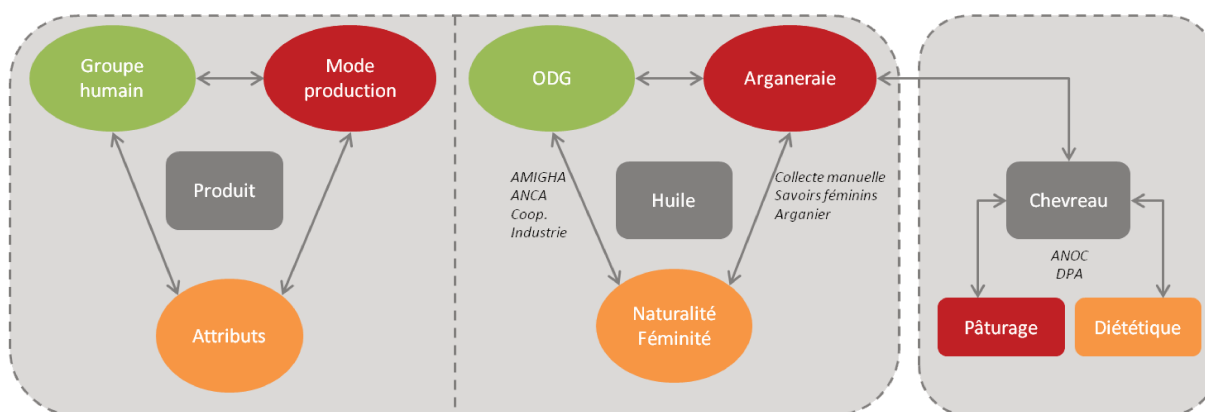 Groupe
humain
Mode
production
Produit
Attributs
ODG
Arganeraie
AMIGHA
ANCA
Coop.
Industrie
Huile
Collecte manuelle
Savoirs féminins
Arganier
Naturalité
Féminité
Chevreau
ANOC
DPA
Pâturage
Diététique